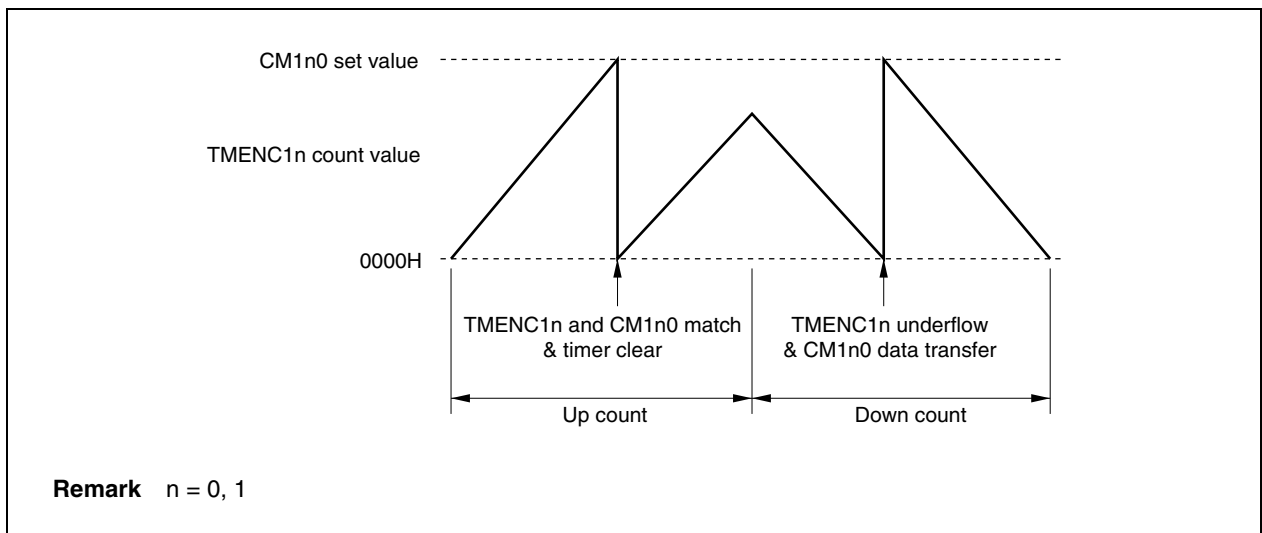 CM1n0 set value
TMENC1n count value
0000H
TMENC1n and CM1n0 match
& timer clear
TMENC1n underflow
& CM1n0 data transfer
Up count
Down count
Remark n = 0, 1